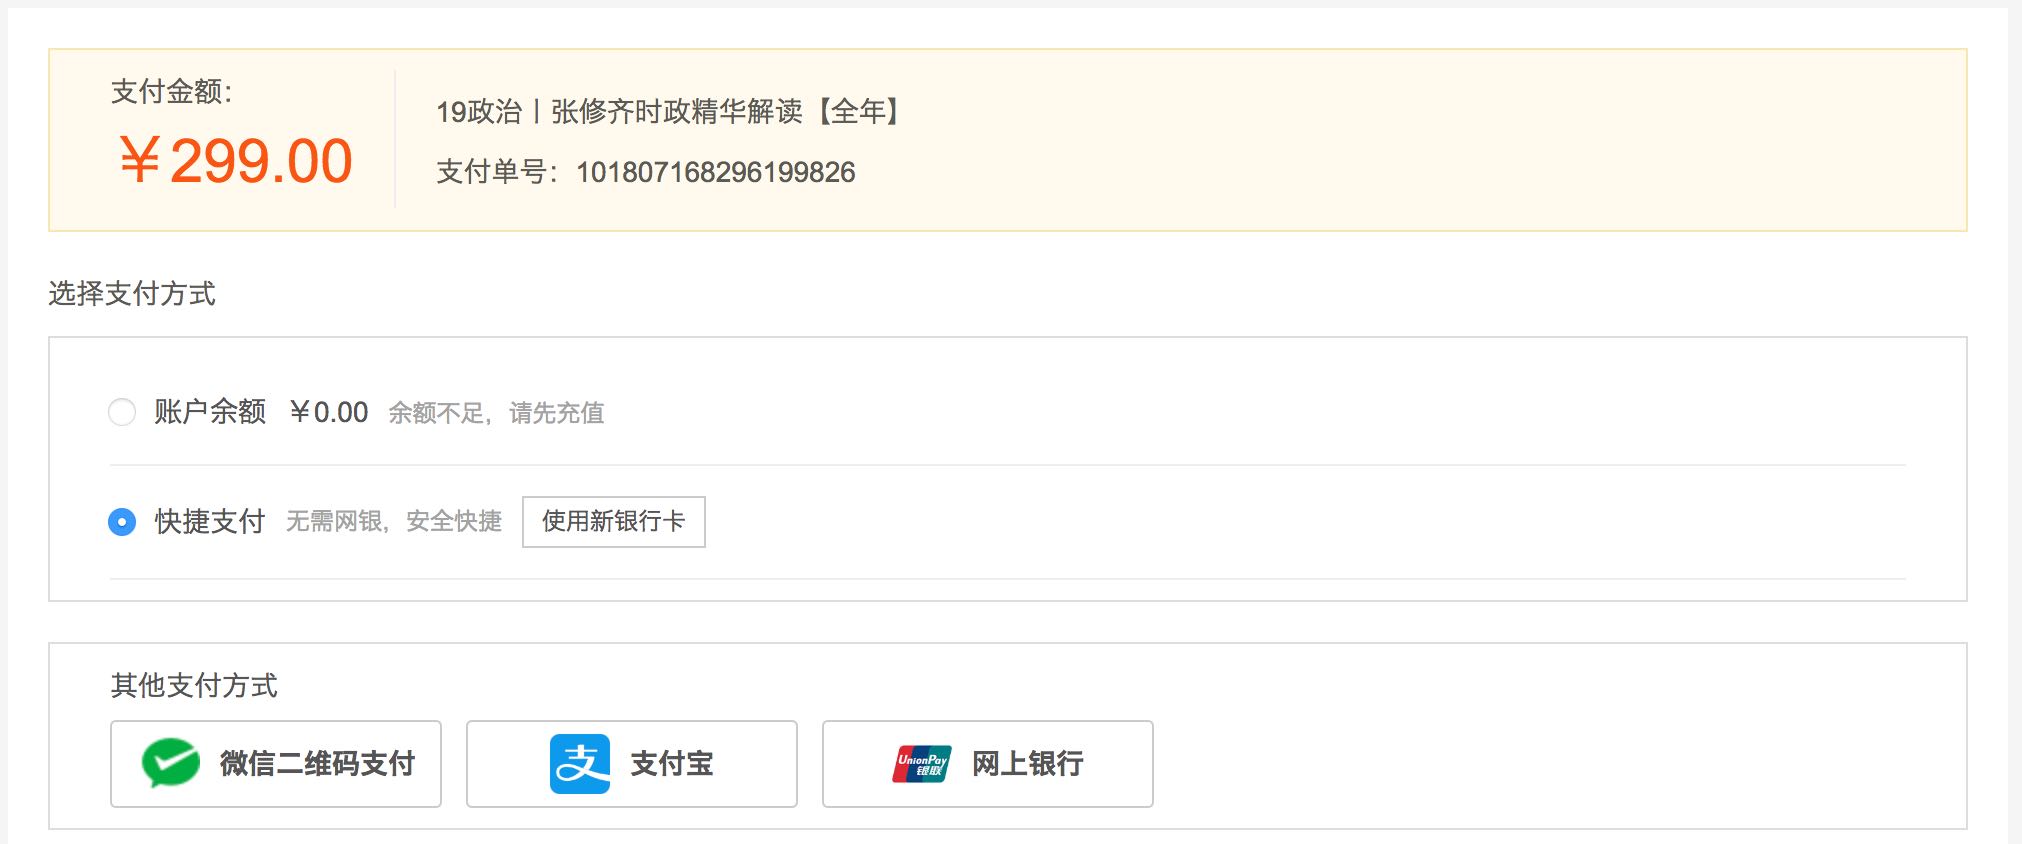 支付金额：
￥299.00
19政治丨张修齐时政精华解读【全年】
支付单号：101807168296199826
选择支付方式
账户余额 ￥0.00 余额不足，请先充值
快捷支付 无需网银，安全快捷 使用新银行卡
其他支付方式
微信二维码支付 支 支付宝 UnionPay 银联 网上银行